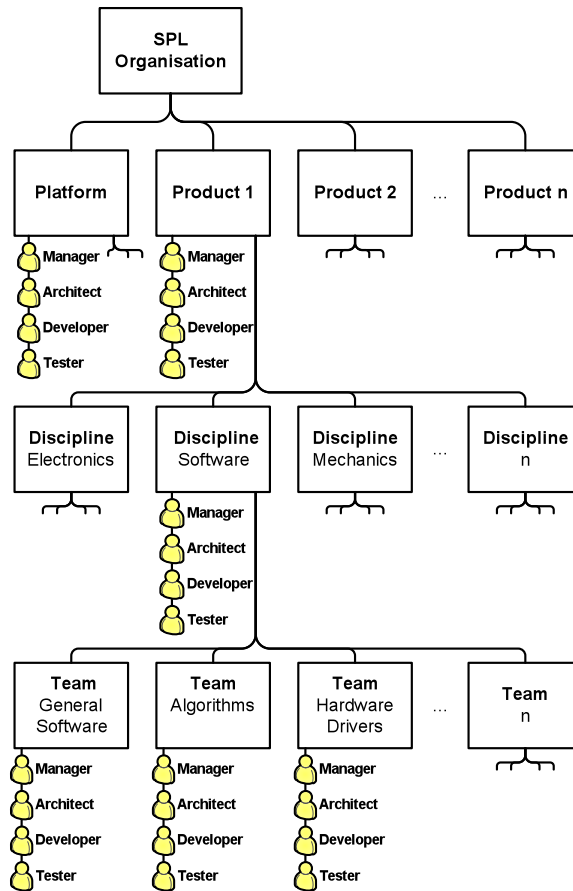 SPL
Organisation
Platform
Product 1
Product 2
...
Product n
Manager
Architect
Developer
Tester
Manager
Architect
Developer
Tester
Discipline
Electronics
Discipline
Software
Discipline
Mechanics
...
Discipline
n
Manager
Architect
Developer
Tester
Team
General
Software
Team
Algorithms
Team
Hardware
Drivers
...
Team
n
Manager
Architect
Developer
Tester
Manager
Architect
Developer
Tester
Manager
Architect
Developer
Tester